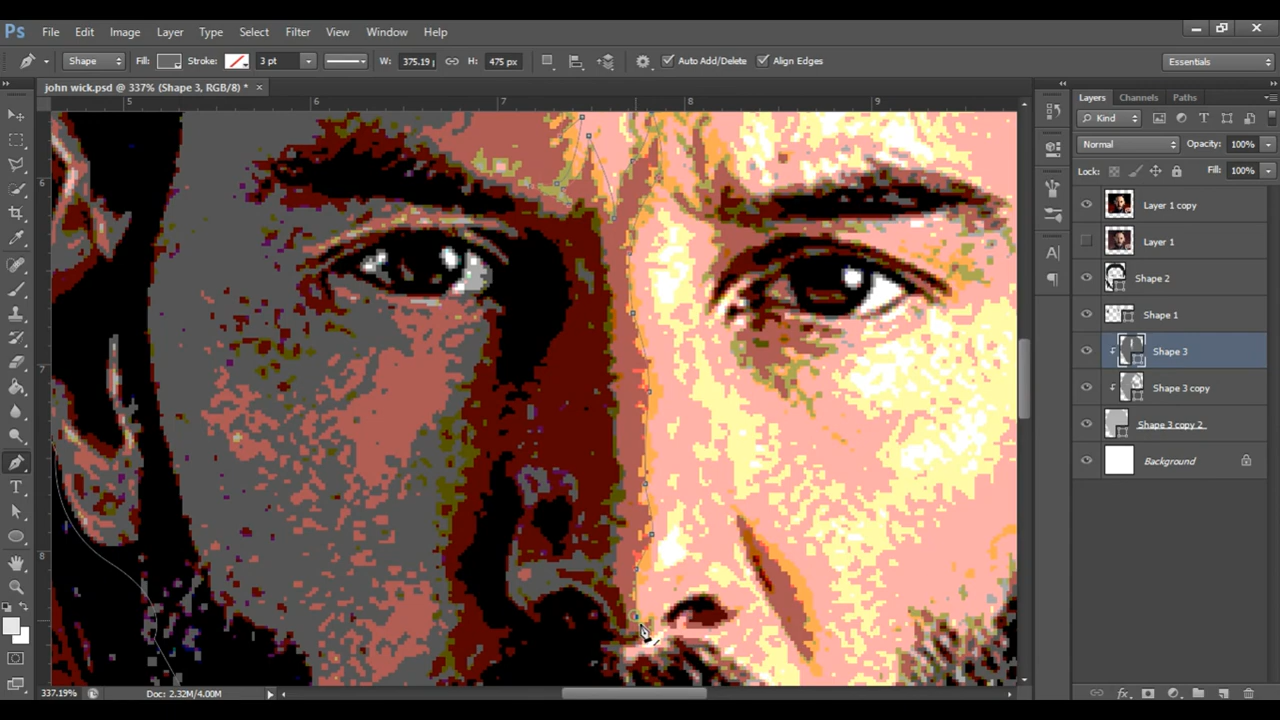 Ps File Edit Image Layer Type Select Filter View Window Help
Shape Fill: Stroke: 3 pt W: 375.19 H: 475 px Auto Add/Delete Align Edges Essentials
john wick.psd @ 337% (Shape 3, RGB/8) * ×
5 6 7 8 9
6
7
8
Layers Channels Paths
Kind
Normal Opacity: 100%
Lock: Fill: 100%
Layer 1 copy
Layer 1
Shape 2
Shape 1
Shape 3
Shape 3 copy
Shape 3 copy 2
Background
337.19% Doc: 2.32M/4.00M